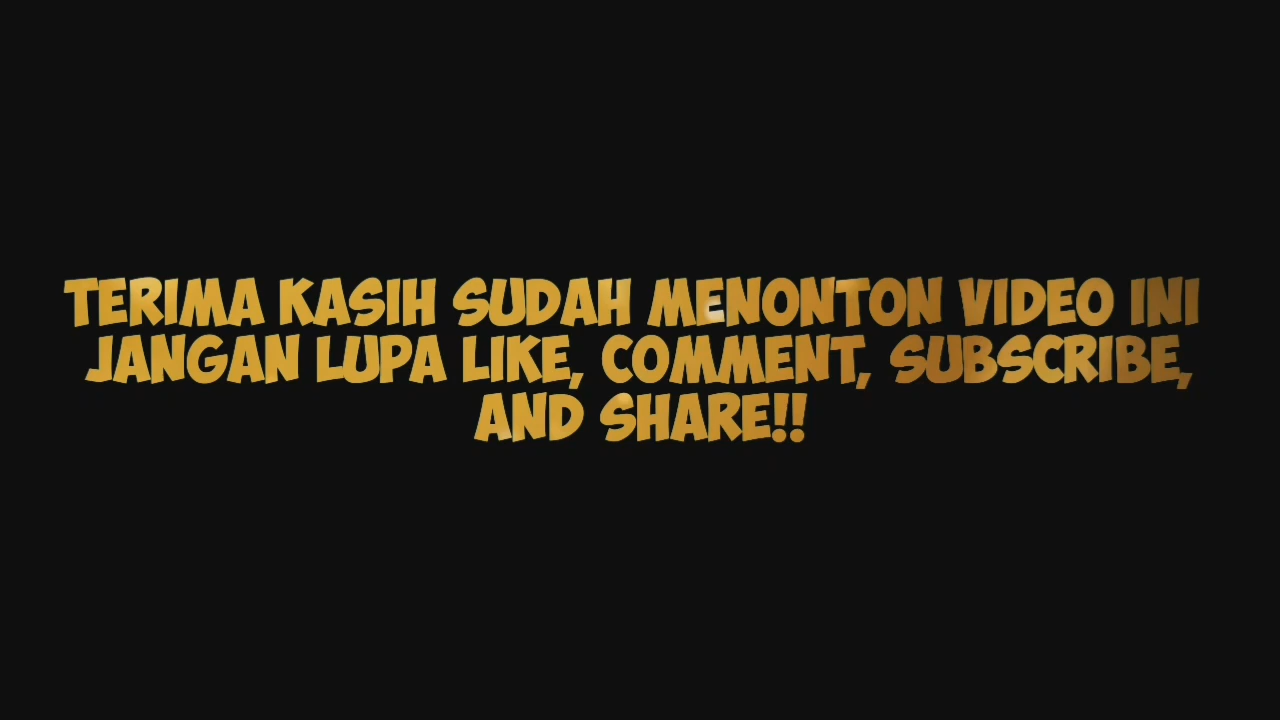 TERIMA KASIH SUDAH MENONTON VIDEO INI
JANGAN LUPA LIKE, COMMENT, SUBSCRIBE,
AND SHARE!!